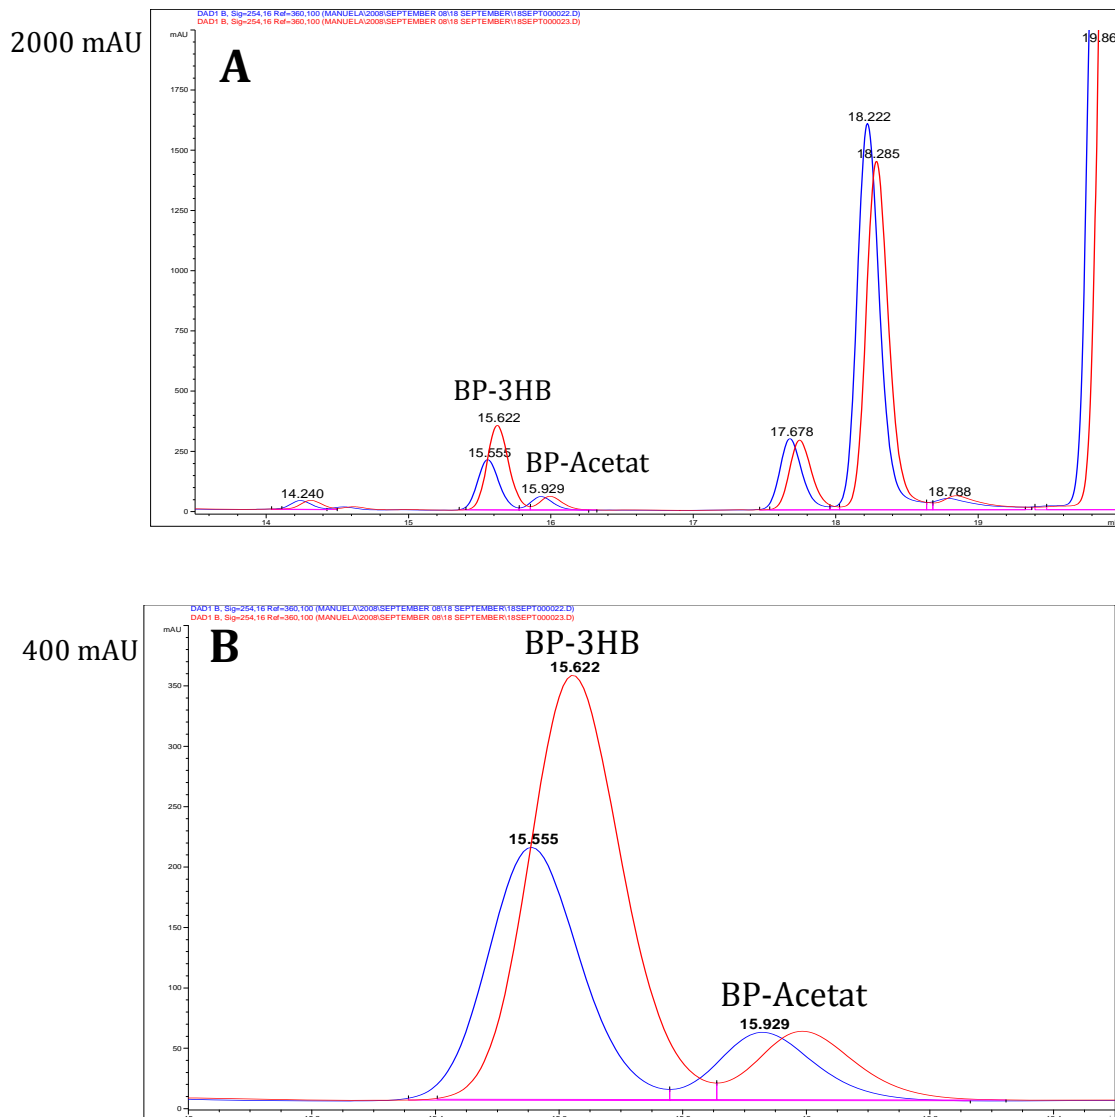 DAD1 B, Sig=254,16 Ref=360,100 (MANUELA\2008\SEPTEMBER 08\18 SEPTEMBER\18SEPT000022.D)
DAD1 B, Sig=254,16 Ref=360,100 (MANUELA\2008\SEPTEMBER 08\18 SEPTEMBER\18SEPT000023.D)
2000 mAU
mAU
A
19.86
1750
18.222
1500
18.285
1250
1000
750
500
BP-3HB
15.622
17.678
250
15.555
BP-Acetat
15.929
14.240
18.788
0
14 15 16 17 18 19
DAD1 B, Sig=254,16 Ref=360,100 (MANUELA\2008\SEPTEMBER 08\18 SEPTEMBER\18SEPT000022.D)
DAD1 B, Sig=254,16 Ref=360,100 (MANUELA\2008\SEPTEMBER 08\18 SEPTEMBER\18SEPT000023.D)
400 mAU
mAU
B
BP-3HB
15.622
350
300
250
15.555
200
150
100
BP-Acetat
15.929
50
0